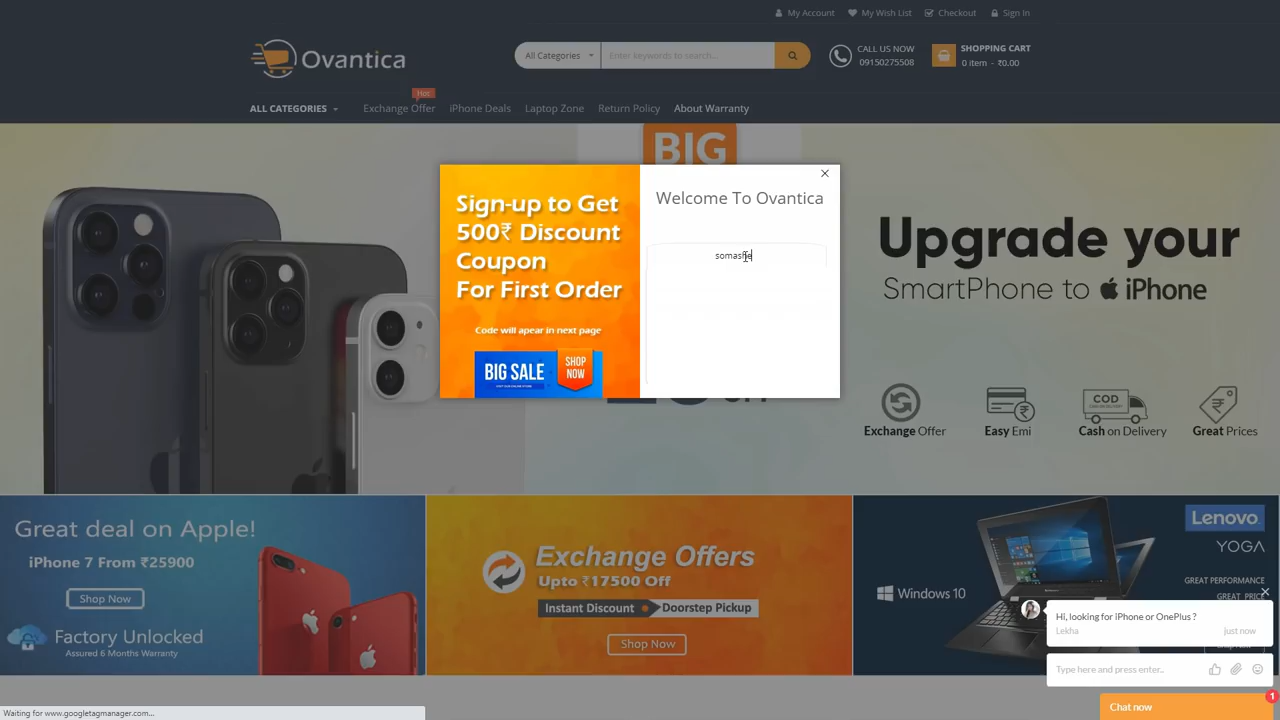 My Account
My Wish List
Checkout
Sign In
Ovantica
All Categories
Enter keywords to search...
CALL US NOW
09150275508
SHOPPING CART
0 item - ₹0.00
Hot
ALL CATEGORIES
Exchange Offer
iPhone Deals
Laptop Zone
Return Policy
About Warranty
BIG
Sign-up to Get
500₹ Discount
Coupon
For First Order
Code will apear in next page
BIG SALE
SHOP
NOW
Welcome To Ovantica
somashe
Upgrade your
SmartPhone to iPhone
Exchange Offer
Easy Emi
COD
Cash on Delivery
Great Prices
Great deal on Apple!
iPhone 7 From ₹25900
Shop Now
Factory Unlocked
Assured 6 Months Warranty
Exchange Offers
Upto ₹17500 Off
Instant Discount
Doorstep Pickup
Shop Now
Windows 10
Lenovo
YOGA
GREAT PERFORMANCE
GREAT PRICE
Hi, looking for iPhone or OnePlus ?
Lekha
just now
Type here and press enter..
Chat now
1
Waiting for www.googletagmanager.com...